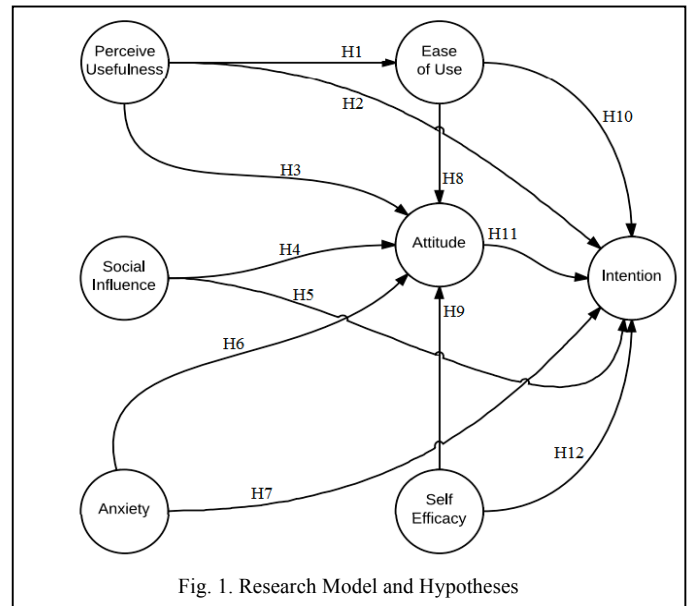 Perceive
Usefulness
H1
Ease
of Use
H2
H10
H3
H8
Attitude
H11
Social
Influence
H4
H5
Intention
H9
H6
H12
H7
Anxiety
Self
Efficacy
Fig. 1. Research Model and Hypotheses